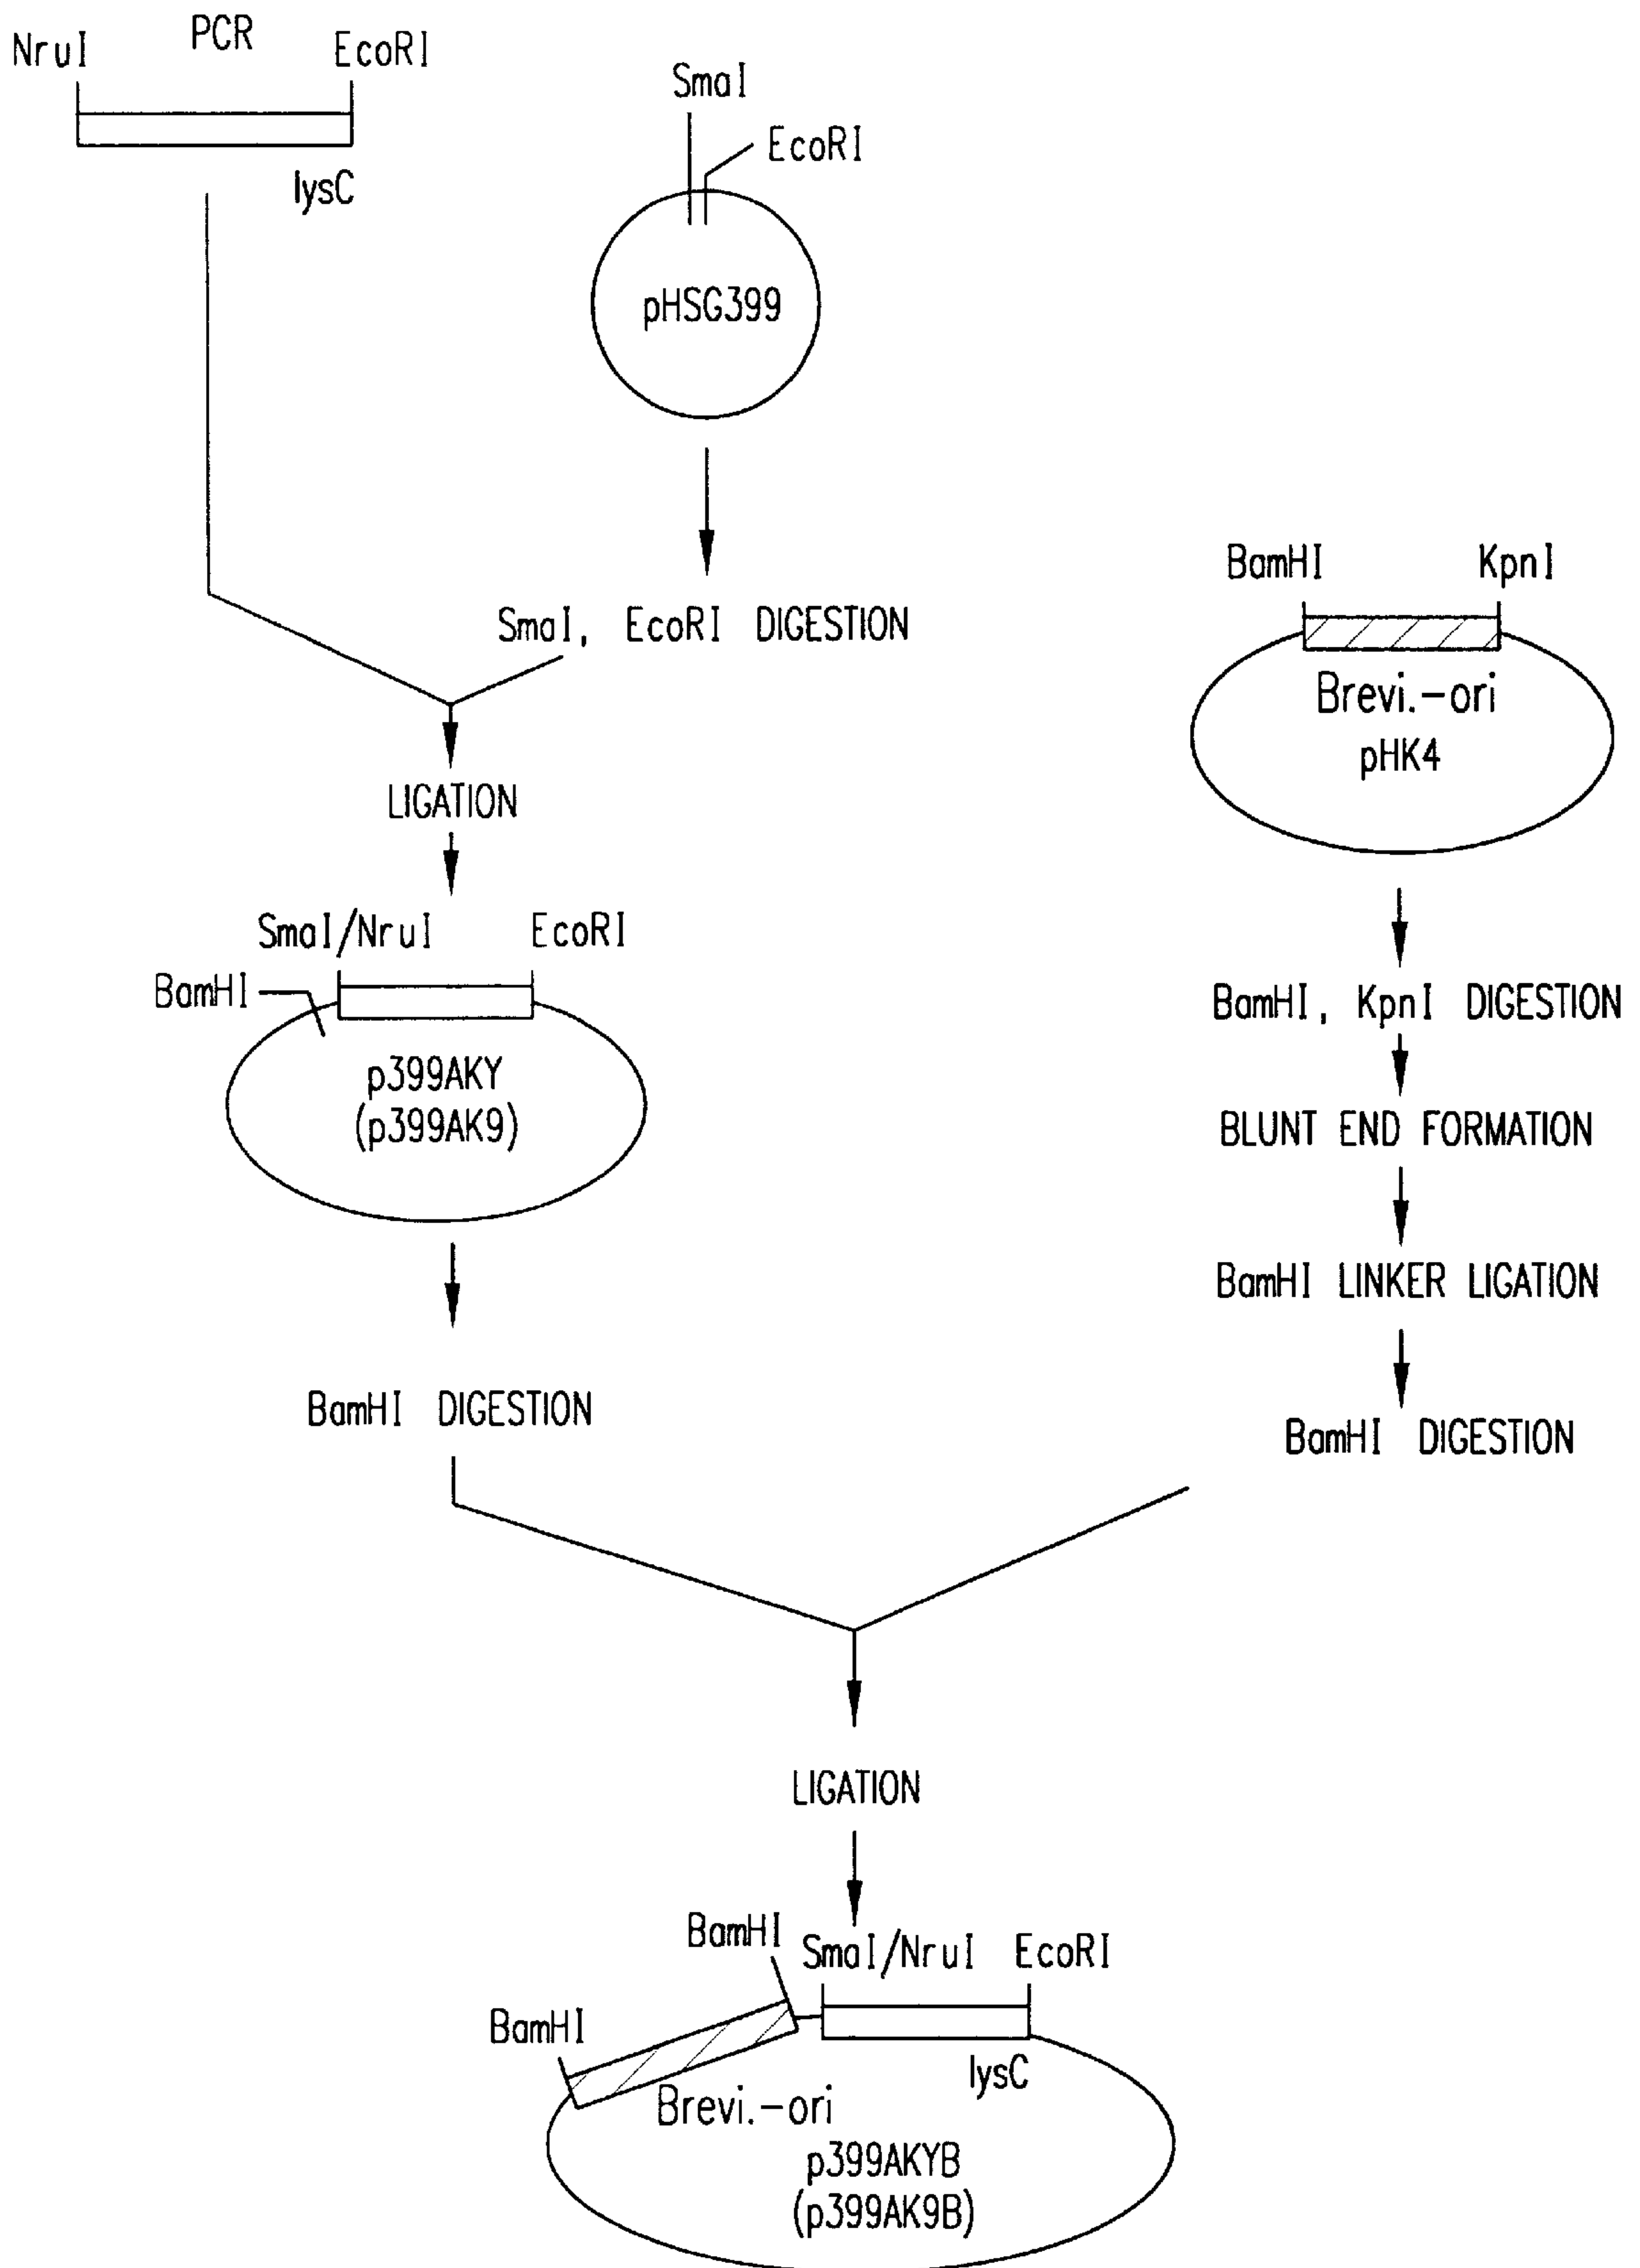 PCR
NruI
EcoRI
lysC
SmaI
EcoRI
pHSG399
SmaI, EcoRI DIGESTION
LIGATION
BamHI
KpnI
Brevi.-ori
pHK4
SmaI/NruI
EcoRI
BamHI
p399AKY
(p399AK9)
BamHI, KpnI DIGESTION
BLUNT END FORMATION
BamHI LINKER LIGATION
BamHI DIGESTION
BamHI DIGESTION
LIGATION
BamHI
SmaI/NruI
EcoRI
BamHI
lysC
Brevi.-ori
p399AKYB
(p399AK9B)